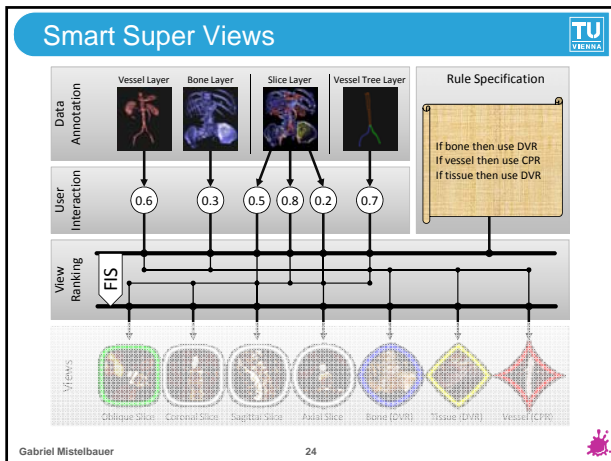 Smart Super Views
TU
VIENNA
Data Annotation
Vessel Layer
Bone Layer
Slice Layer
Vessel Tree Layer
Rule Specification
If bone then use DVR
If vessel then use CPR
If tissue then use DVR
User Interaction
0.6
0.3
0.5
0.8
0.2
0.7
View Ranking
FIS
Views
Oblique Slice
Coronal Slice
Sagittal Slice
Axial Slice
Bone (DVR)
Tissue (DVR)
Vessel (CPR)
Gabriel Mistelbauer
24